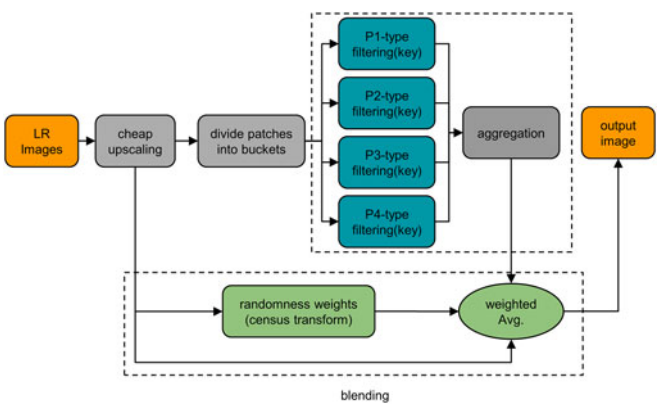 LR
Images
cheap
upscaling
divide patches
into buckets
P1-type
filtering(key)
P2-type
filtering(key)
P3-type
filtering(key)
P4-type
filtering(key)
aggregation
output
image
randomness weights
(census transform)
weighted
Avg.
blending